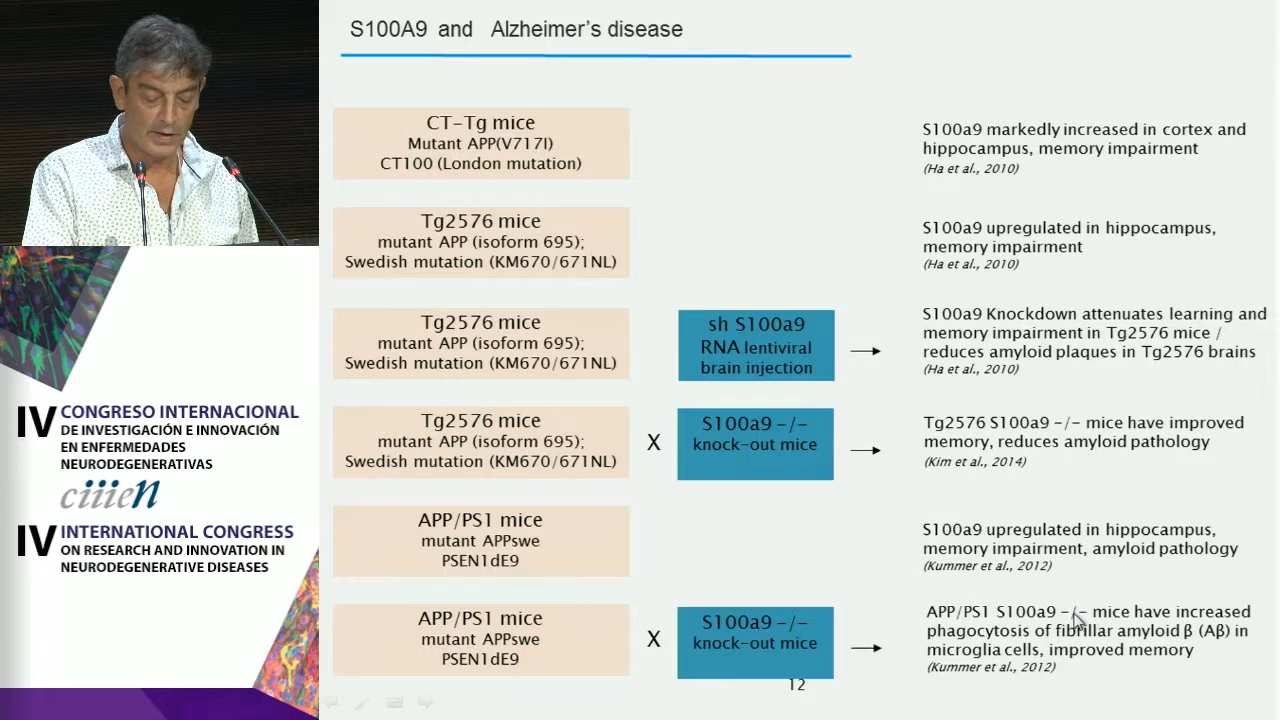 S100A9 and Alzheimer's disease
CT-Tg mice
Mutant APP(V717I)
CT100 (London mutation)
S100a9 markedly increased in cortex and
hippocampus, memory impairment
(Ha et al., 2010)
Tg2576 mice
mutant APP (isoform 695);
Swedish mutation (KM670/671NL)
S100a9 upregulated in hippocampus,
memory impairment
(Ha et al., 2010)
Tg2576 mice
mutant APP (isoform 695);
Swedish mutation (KM670/671NL)
sh S100a9
RNA lentiviral
brain injection
S100a9 Knockdown attenuates learning and
memory impairment in Tg2576 mice /
reduces amyloid plaques in Tg2576 brains
(Ha et al., 2010)
Tg2576 mice
mutant APP (isoform 695);
Swedish mutation (KM670/671NL)
X
S100a9 -/-
knock-out mice
Tg2576 S100a9 -/- mice have improved
memory, reduces amyloid pathology
(Kim et al., 2014)
APP/PS1 mice
mutant APPswe
PSEN1dE9
S100a9 upregulated in hippocampus,
memory impairment, amyloid pathology
(Kummer et al., 2012)
APP/PS1 mice
mutant APPswe
PSEN1dE9
X
S100a9 -/-
knock-out mice
APP/PS1 S100a9 -/- mice have increased
phagocytosis of fibrillar amyloid β (Aβ) in
microglia cells, improved memory
(Kummer et al., 2012)
12
IV CONGRESO INTERNACIONAL
DE INVESTIGACIÓN E INNOVACIÓN
EN ENFERMEDADES
NEURODEGENERATIVAS
ciiien
IV INTERNATIONAL CONGRESS
ON RESEARCH AND INNOVATION IN
NEURODEGENERATIVE DISEASES